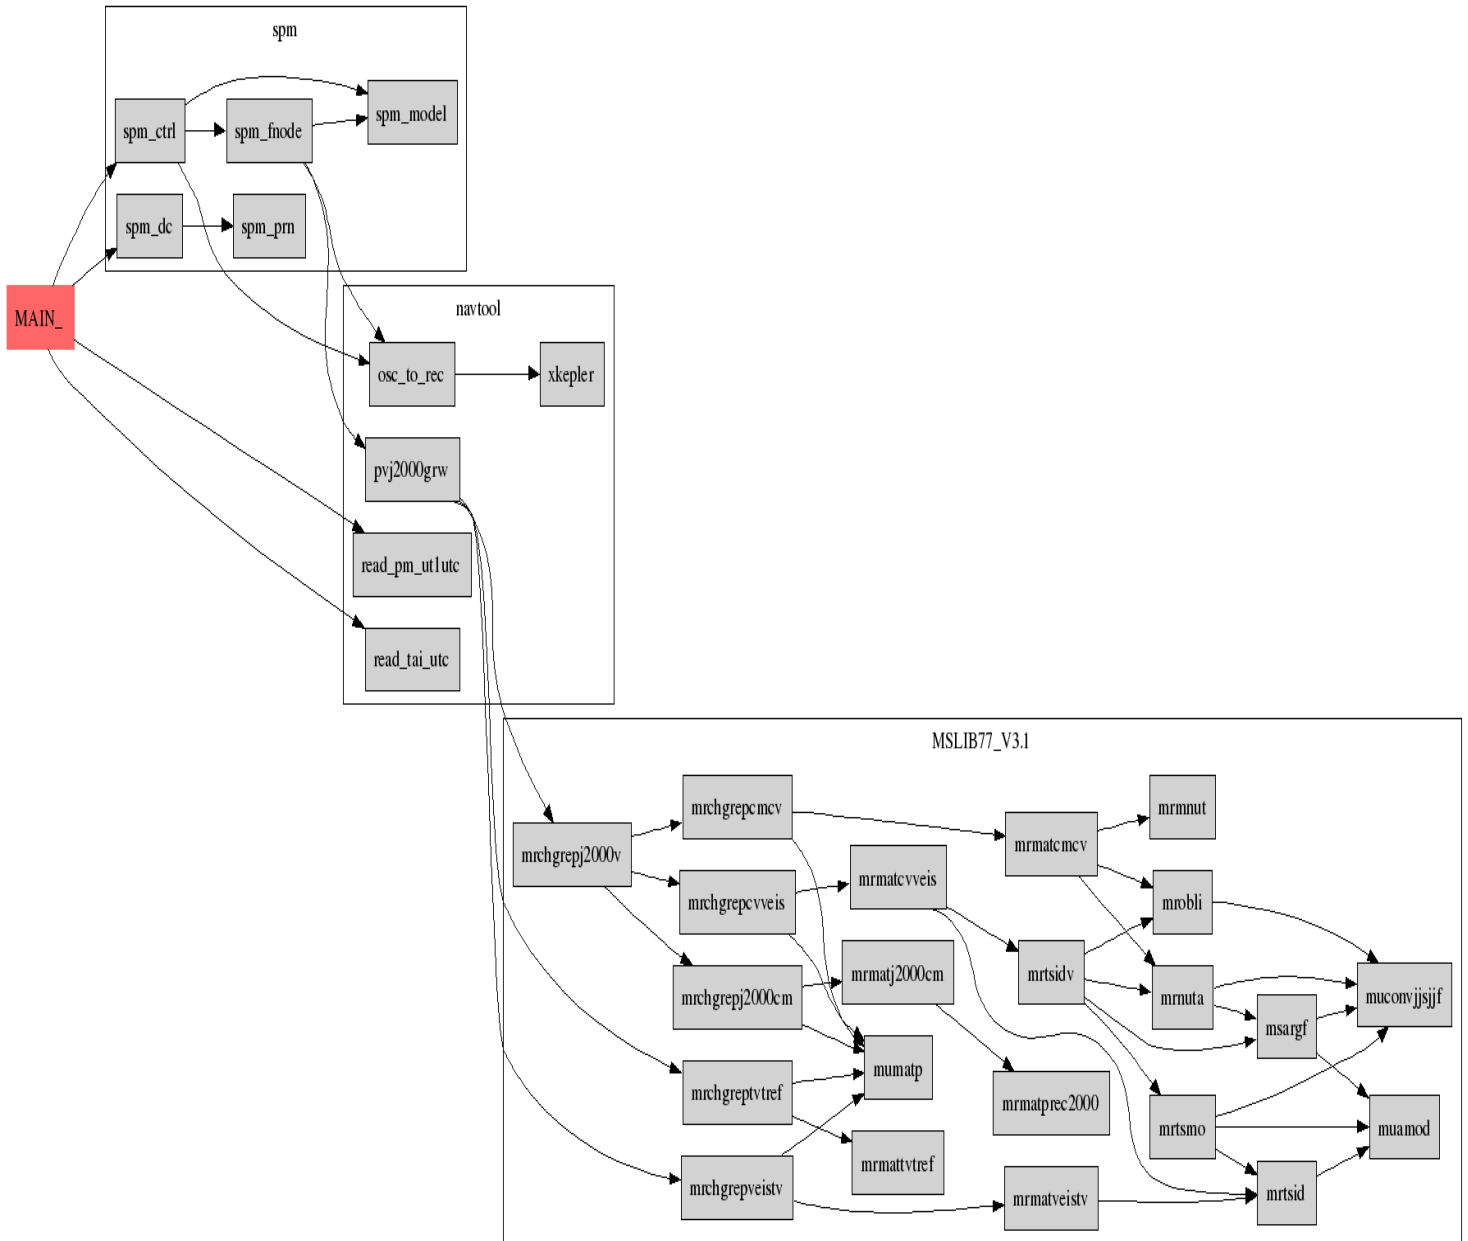 spm
spm_ctrl
spm_fnode
spm_model
spm_dc
spm_prn
MAIN_
navtool
osc_to_rec
xkepler
pvj2000grw
read_pm_ut1utc
read_tai_utc
MSLIB77_V3.1
mrchgrepj2000v
mrchgrepcmcv
mrchgrepcvveis
mrchgrepj2000cm
mrchgreptvtref
mrchgrepveistv
mrmatcvveis
mrmatj2000cm
mumatp
mrmattvtref
mrmatcmcv
mrtsidv
mrmatprec2000
mrmatveistv
mrmnut
mrobli
mrnuta
mrtsmo
msargf
mrtsid
muconvjjsjjf
muamod